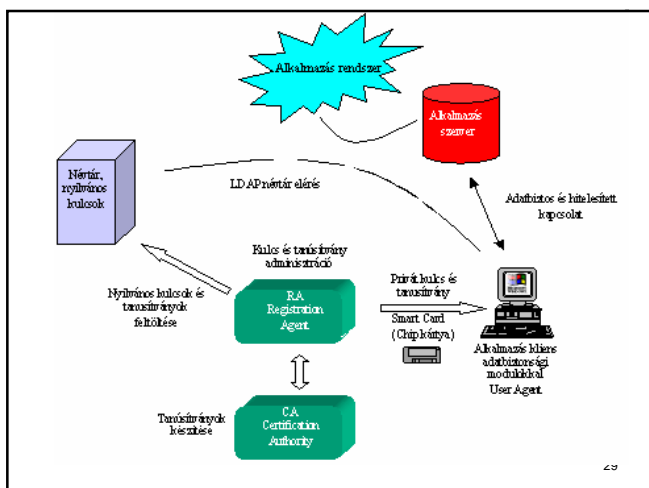 Alkalmazás rendszer
Alkalmazás
szerver
Névtár,
nyilvános
kulcsok
LDAP névtár elérés
Adatbiztos és hitelesített
kapcsolat
Kulcs és tanúsítvány
adminisztráció
Nyilvános kulcsok és
tanusítványok
feltöltése
RA
Registration
Agent
Privát kulcs és
tanusítvány
Smart Card
(Chip kártya)
Alkalmazás kliens
adatbiztonsági
modulokkal
User Agent
Tanúsítványok
készítése
CA
Certification
Authority
29